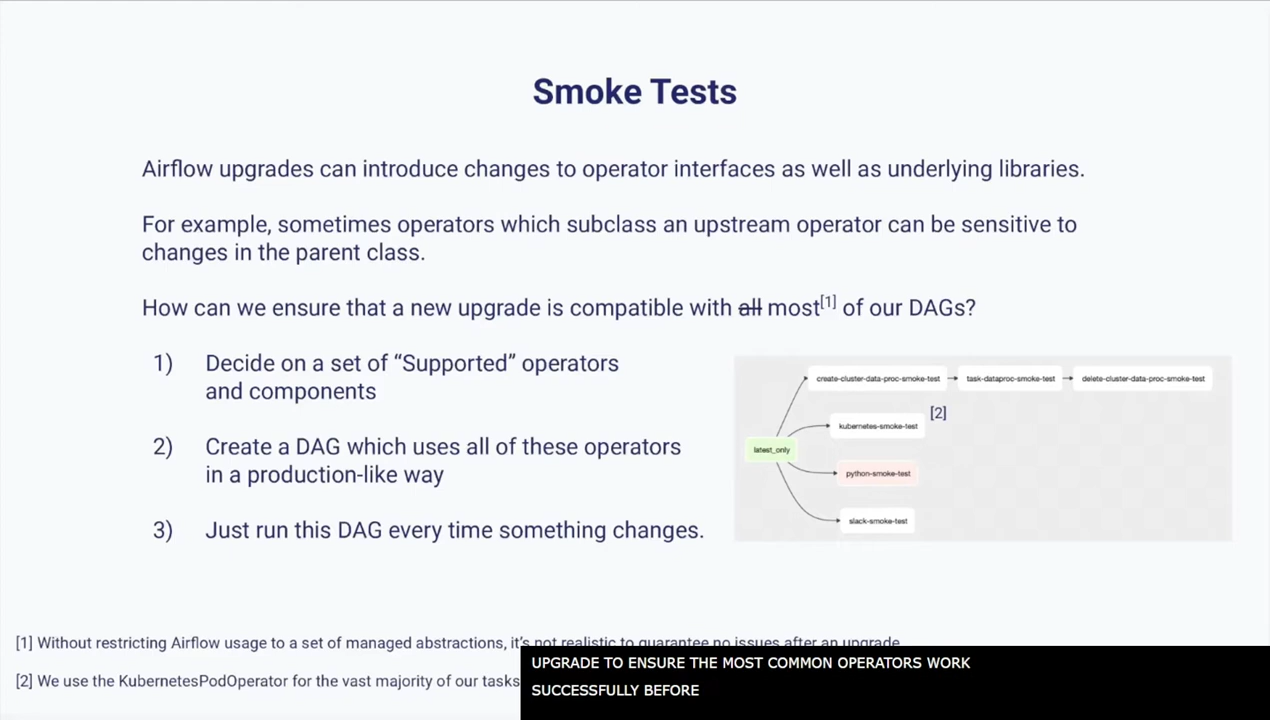 Smoke Tests
Airflow upgrades can introduce changes to operator interfaces as well as underlying libraries.
For example, sometimes operators which subclass an upstream operator can be sensitive to
changes in the parent class.
How can we ensure that a new upgrade is compatible with all most[1] of our DAGs?
1) Decide on a set of “Supported” operators
and components
2) Create a DAG which uses all of these operators
in a production-like way
3) Just run this DAG every time something changes.
create-cluster-data-proc-smoke-test
task-dataproc-smoke-test
delete-cluster-data-proc-smoke-test
[2]
kubernetes-smoke-test
latest_only
python-smoke-test
slack-smoke-test
[1] Without restricting Airflow usage to a set of managed abstractions, it’s not realistic to guarantee no issues after an upgrade
[2] We use the KubernetesPodOperator for the vast majority of our tasks
UPGRADE TO ENSURE THE MOST COMMON OPERATORS WORK
SUCCESSFULLY BEFORE